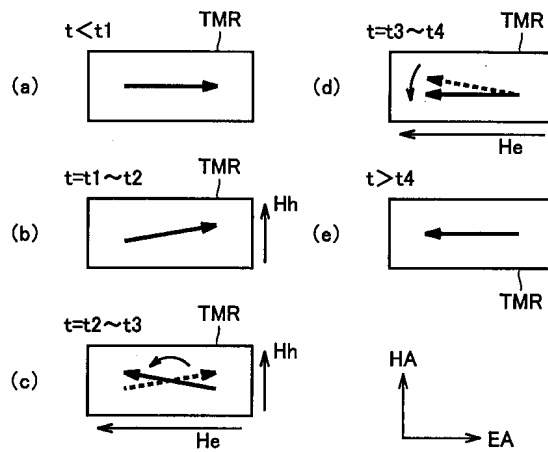 TMR
t<t1
(a)
TMR
t=t1~t2
Hh
(b)
TMR
t=t2~t3
Hh
(c)
He
TMR
t=t3~t4
(d)
He
t>t4
(e)
TMR
HA
EA